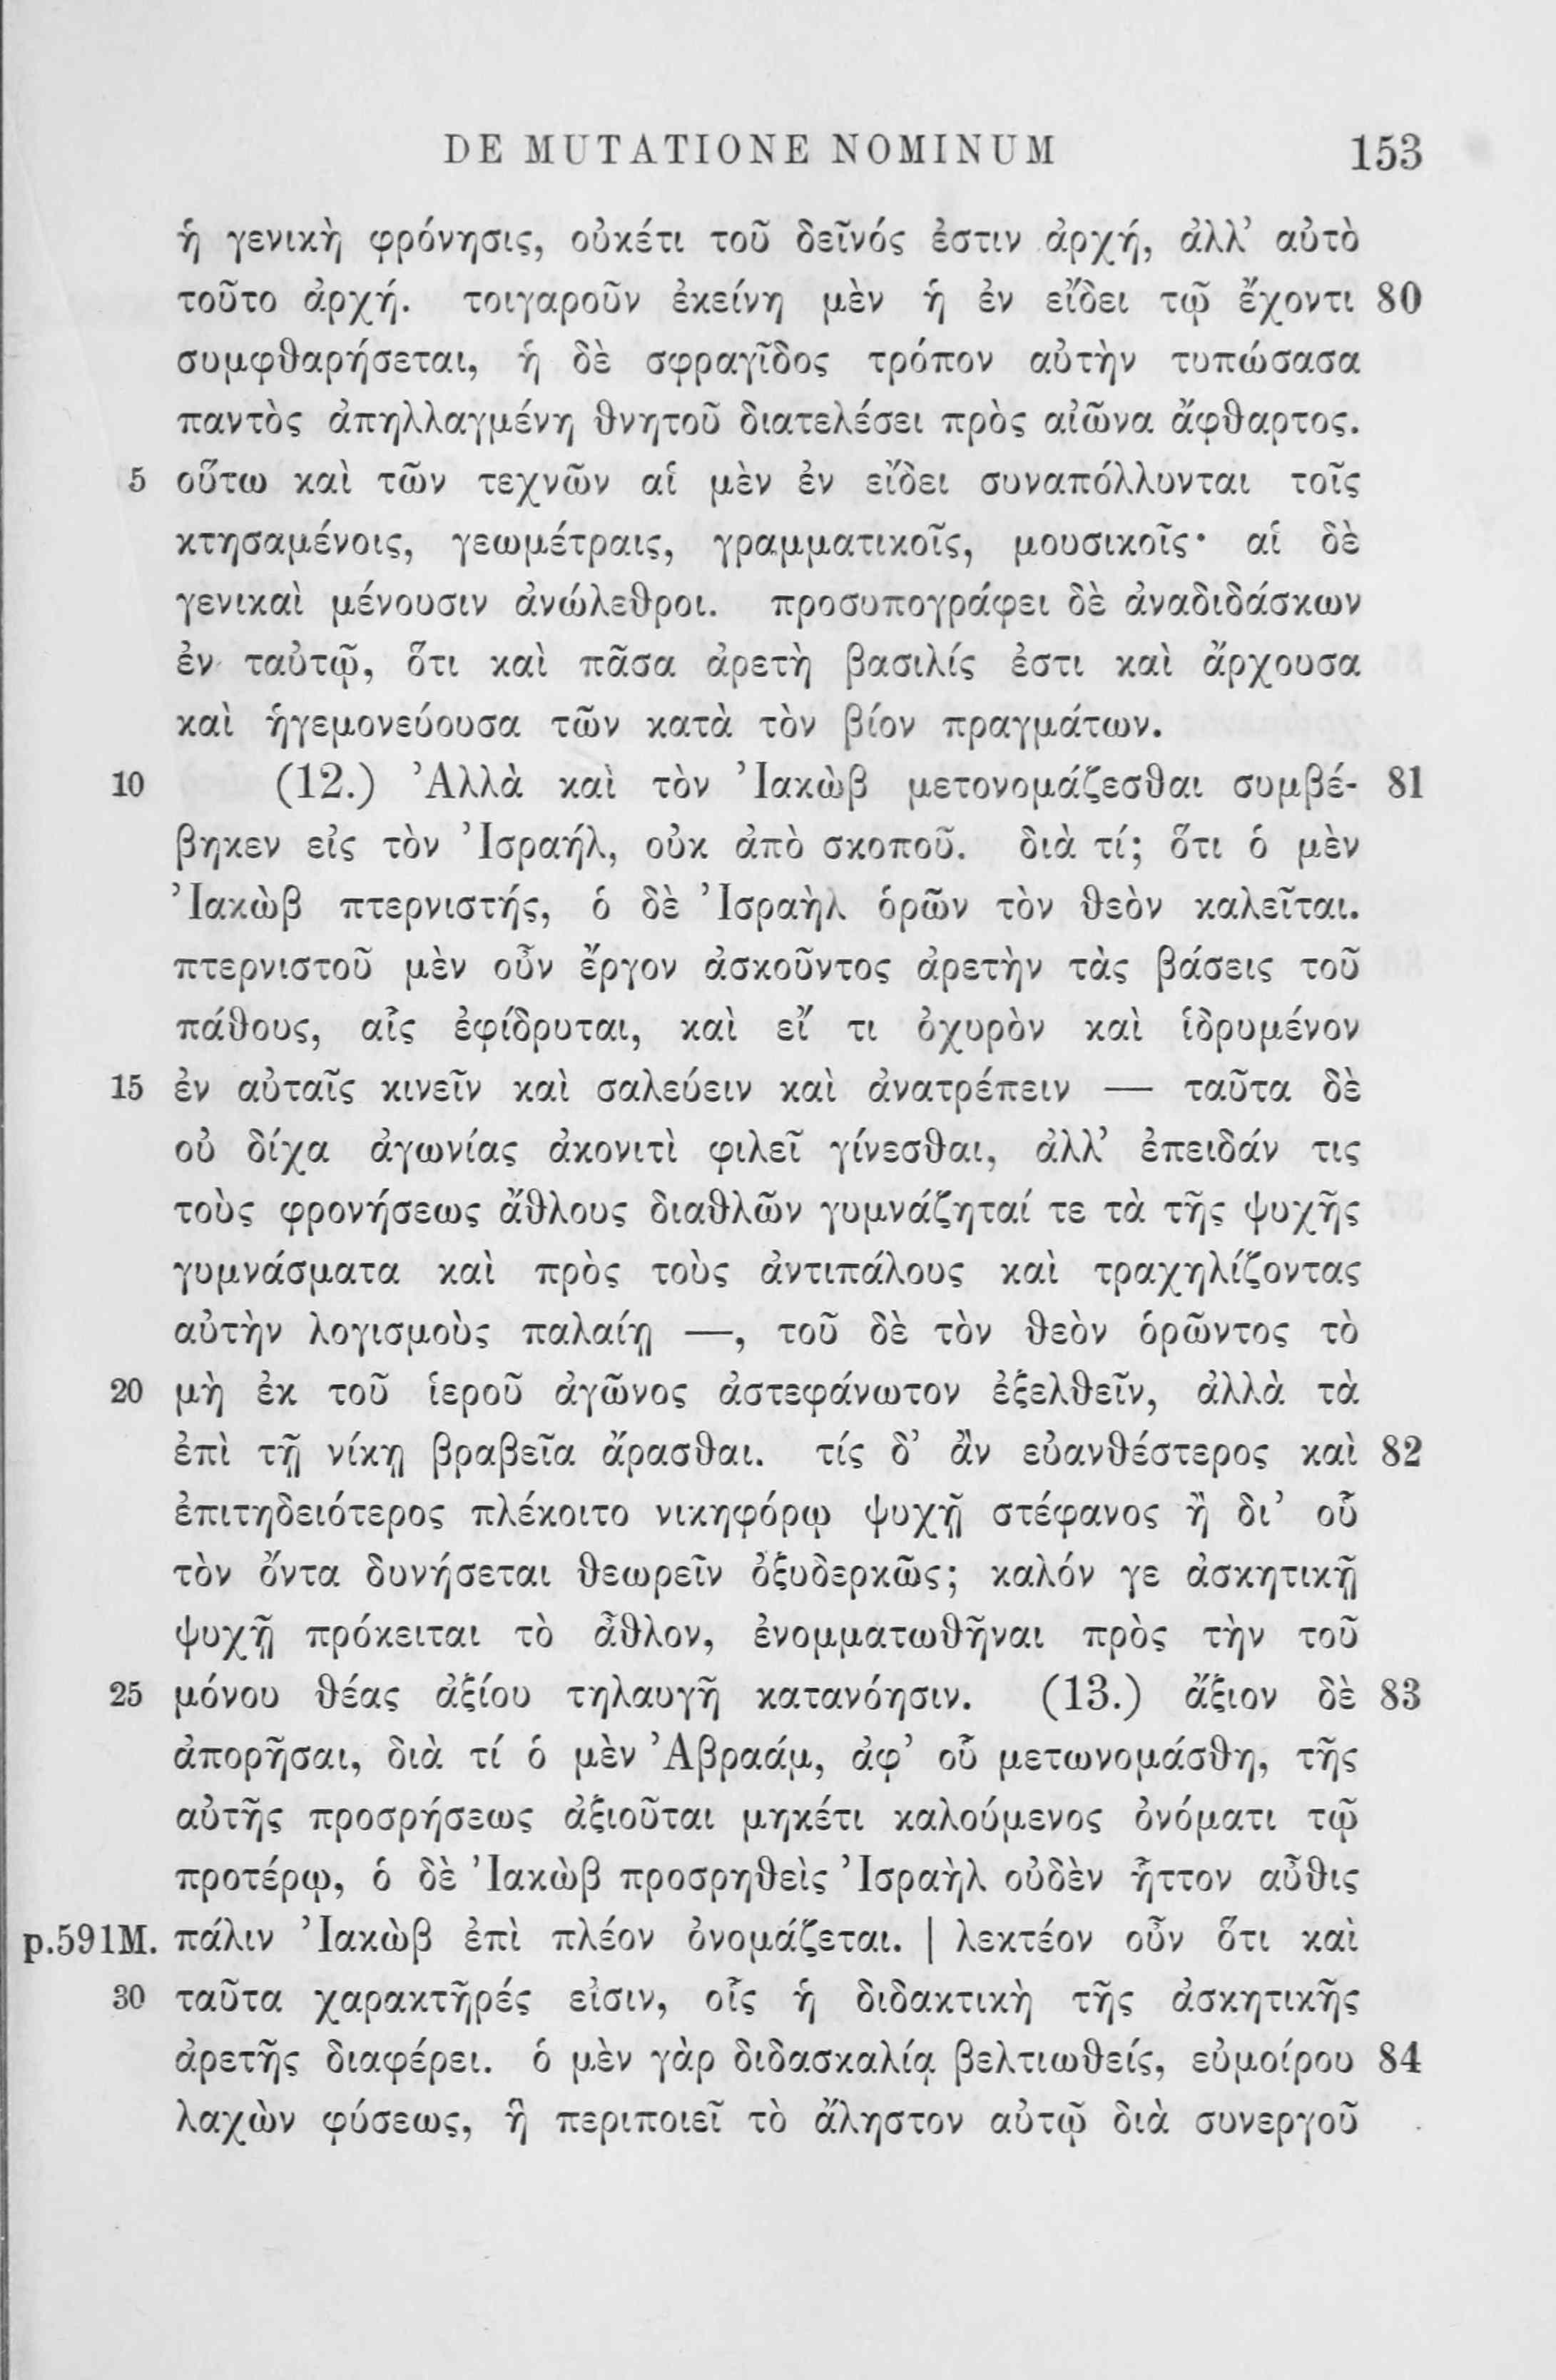 DE MUTATIONE NOMINUM 153
ἡ γενικὴ φρόνησις, οὐκέτι τοῦ δεῖνός ἐστιν ἀρχή, ἀλλ’ αὐτὸ
τοῦτο ἀρχή. τοιγαροῦν ἐκείνη μὲν ἡ ἐν εἴδει τῷ ἔχοντι 80
συμφθαρήσεται, ἡ δὲ σφραγῖδος τρόπον αὐτὴν τυπώσασα
παντὸς ἀπηλλαγμένη θνητοῦ διατελέσει πρὸς αἰῶνα ἄφθαρτος.
5 οὕτω καὶ τῶν τεχνῶν αἱ μὲν ἐν εἴδει συναπόλλυνται τοῖς
κτησαμένοις, γεωμέτραις, γραμματικοῖς, μουσικοῖς· αἱ δὲ
γενικαὶ μένουσιν ἀνώλεθροι. προσυπογράφει δὲ ἀναδιδάσκων
ἐν ταὐτῷ, ὅτι καὶ πᾶσα ἀρετὴ βασιλίς ἐστι καὶ ἄρχουσα
καὶ ἡγεμονεύουσα τῶν κατὰ τὸν βίον πραγμάτων.
10 (12.) Ἀλλὰ καὶ τὸν Ἰακὼβ μετονομάζεσθαι συμβέ- 81
βηκεν εἰς τὸν Ἰσραήλ, οὐκ ἀπὸ σκοποῦ. διὰ τί; ὅτι ὁ μὲν
Ἰακὼβ πτερνιστής, ὁ δὲ Ἰσραὴλ ὁρῶν τὸν θεὸν καλεῖται.
πτερνιστοῦ μὲν οὖν ἔργον ἀσκοῦντος ἀρετὴν τὰς βάσεις τοῦ
πάθους, αἷς ἐφίδρυται, καὶ εἴ τι ὀχυρὸν καὶ ἱδρυμένον
15 ἐν αὐταῖς κινεῖν καὶ σαλεύειν καὶ ἀνατρέπειν — ταῦτα δὲ
οὐ δίχα ἀγωνίας ἀκονιτὶ φιλεῖ γίνεσθαι, ἀλλ’ ἐπειδάν τις
τοὺς φρονήσεως ἄθλους διαθλῶν γυμνάζηταί τε τὰ τῆς ψυχῆς
γυμνάσματα καὶ πρὸς τοὺς ἀντιπάλους καὶ τραχηλίζοντας
αὐτὴν λογισμοὺς παλαίῃ —, τοῦ δὲ τὸν θεὸν ὁρῶντος τὸ
20 μὴ ἐκ τοῦ ἱεροῦ ἀγῶνος ἀστεφάνωτον ἐξελθεῖν, ἀλλὰ τὰ
ἐπὶ τῇ νίκῃ βραβεῖα ἄρασθαι. τίς δ’ ἂν εὐανθέστερος καὶ 82
ἐπιτηδειότερος πλέκοιτο νικηφόρῳ ψυχῇ στέφανος ἢ δι’ οὗ
τὸν ὄντα δυνήσεται θεωρεῖν ὀξυδερκῶς; καλόν γε ἀσκητικῇ
ψυχῇ πρόκειται τὸ ἆθλον, ἐνομματωθῆναι πρὸς τὴν τοῦ
25 μόνου θέας ἀξίου τηλαυγῆ κατανόησιν. (13.) ἄξιον δὲ 83
ἀπορῆσαι, διὰ τί ὁ μὲν Ἀβραάμ, ἀφ’ οὗ μετωνομάσθη, τῆς
αὐτῆς προσρήσεως ἀξιοῦται μηκέτι καλούμενος ὀνόματι τῷ
προτέρῳ, ὁ δὲ Ἰακὼβ προσρηθεὶς Ἰσραὴλ οὐδὲν ἧττον αὖθις
p.591M. πάλιν Ἰακὼβ ἐπὶ πλέον ὀνομάζεται. | λεκτέον οὖν ὅτι καὶ
30 ταῦτα χαρακτῆρές εἰσιν, οἷς ἡ διδακτικὴ τῆς ἀσκητικῆς
ἀρετῆς διαφέρει. ὁ μὲν γὰρ διδασκαλίᾳ βελτιωθείς, εὐμοίρου 84
λαχὼν φύσεως, ἣ περιποιεῖ τὸ ἄληστον αὐτῷ διὰ συνεργοῦ